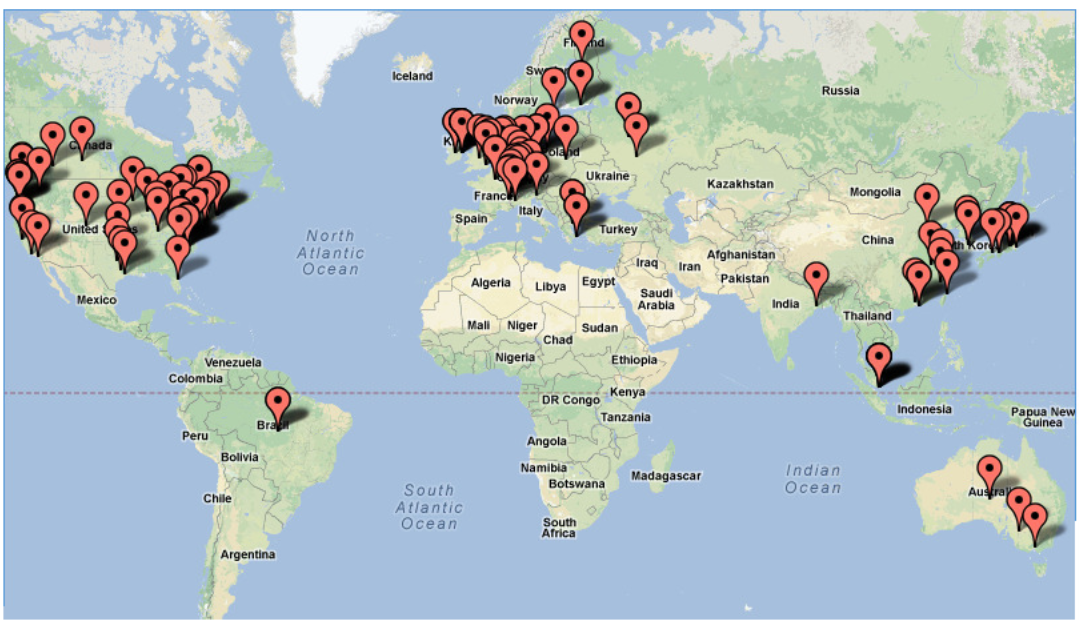 Finland
Iceland
Norway
Russia
Canada
Poland
Ukraine
Kazakhstan
Mongolia
France
Spain
Italy
Turkey
United States
North
Atlantic
Ocean
China
Afghanistan
Iraq
Iran
Pakistan
Algeria
Libya
Egypt
Saudi
Arabia
India
Mexico
Thailand
Mali
Niger
Sudan
Chad
Nigeria
Ethiopia
Venezuela
Colombia
Kenya
DR Congo
Tanzania
Indonesia
Papua New
Guinea
Brazil
Peru
Angola
Bolivia
Namibia
Botswana
Madagascar
Indian
Ocean
Australia
South
Atlantic
Ocean
Chile
South
Africa
Argentina